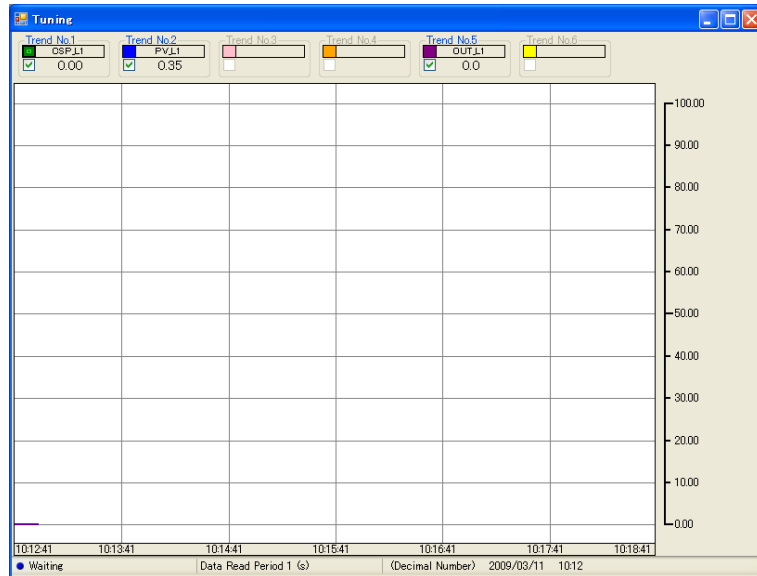 Tuning
Trend No.1 Trend No.2 Trend No.3 Trend No.4 Trend No.5 Trend No.6
CSP_L1 PV_L1 OUT_L1
0.00 0.35 0.0
100.00
90.00
80.00
70.00
60.00
50.00
40.00
30.00
20.00
10.00
0.00
10:12:41 10:13:41 10:14:41 10:15:41 10:16:41 10:17:41 10:18:41
Waiting Data Read Period 1 (s) (Decimal Number) 2009/03/11 10:12